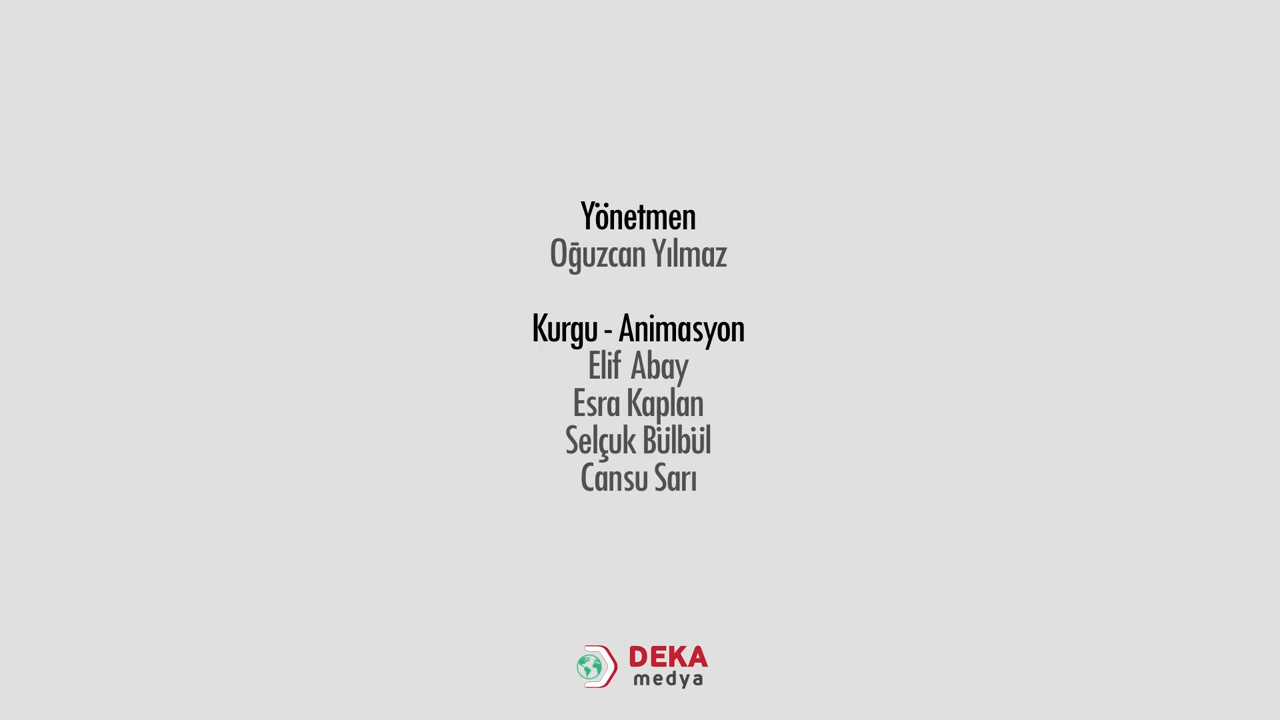 Yönetmen
Oğuzcan Yılmaz
Kurgu - Animasyon
Elif Abay
Esra Kaplan
Selçuk Bülbül
Cansu Sarı
DEKA
medya